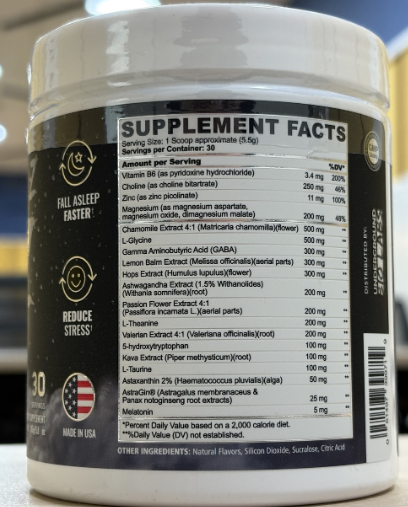 SUPPLEMENT FACTS
Serving Size: 1 Scoop approximate (5.5g)
Servings per Container: 30
Amount per Serving %DV*
Vitamin B6 (as pyridoxine hydrochloride) 3.4 mg 200%
Choline (as choline bitartrate) 250 mg 46%
Zinc (as zinc picolinate) 11 mg 100%
Magnesium (as magnesium aspartate,
magnesium oxide, dimagnesium malate) 200 mg 48%
Chamomile Extract 4:1 (Matricaria chamomilla)(flower) 500 mg **
L-Glycine 500 mg **
Gamma Aminobutyric Acid (GABA) 300 mg **
Lemon Balm Extract (Melissa officinalis)(aerial parts) 300 mg **
Hops Extract (Humulus lupulus)(flower) 300 mg **
Ashwagandha Extract (1.5% Withanolides)
(Withania somnifera)(root) 200 mg **
Passion Flower Extract 4:1
(Passiflora incarnata L.)(aerial parts) 200 mg **
L-Theanine 200 mg **
Valerian Extract 4:1 (Valeriana officinalis)(root) 200 mg **
5-hydroxytryptophan 100 mg **
Kava Extract (Piper methysticum)(root) 100 mg **
L-Taurine 100 mg **
Astaxanthin 2% (Haematococcus pluvialis)(alga) 50 mg **
AstraGin® (Astragalus membranaceus &
Panax notoginseng root extracts) 25 mg **
Melatonin 5 mg **
*Percent Daily Value based on a 2,000 calorie diet.
**%Daily Value (DV) not established.
OTHER INGREDIENTS: Natural Flavors, Silicon Dioxide, Sucralose, Citric Acid
FALL ASLEEP
FASTER
REDUCE
STRESS
30
MADE IN USA
DISTRIBUTED BY: